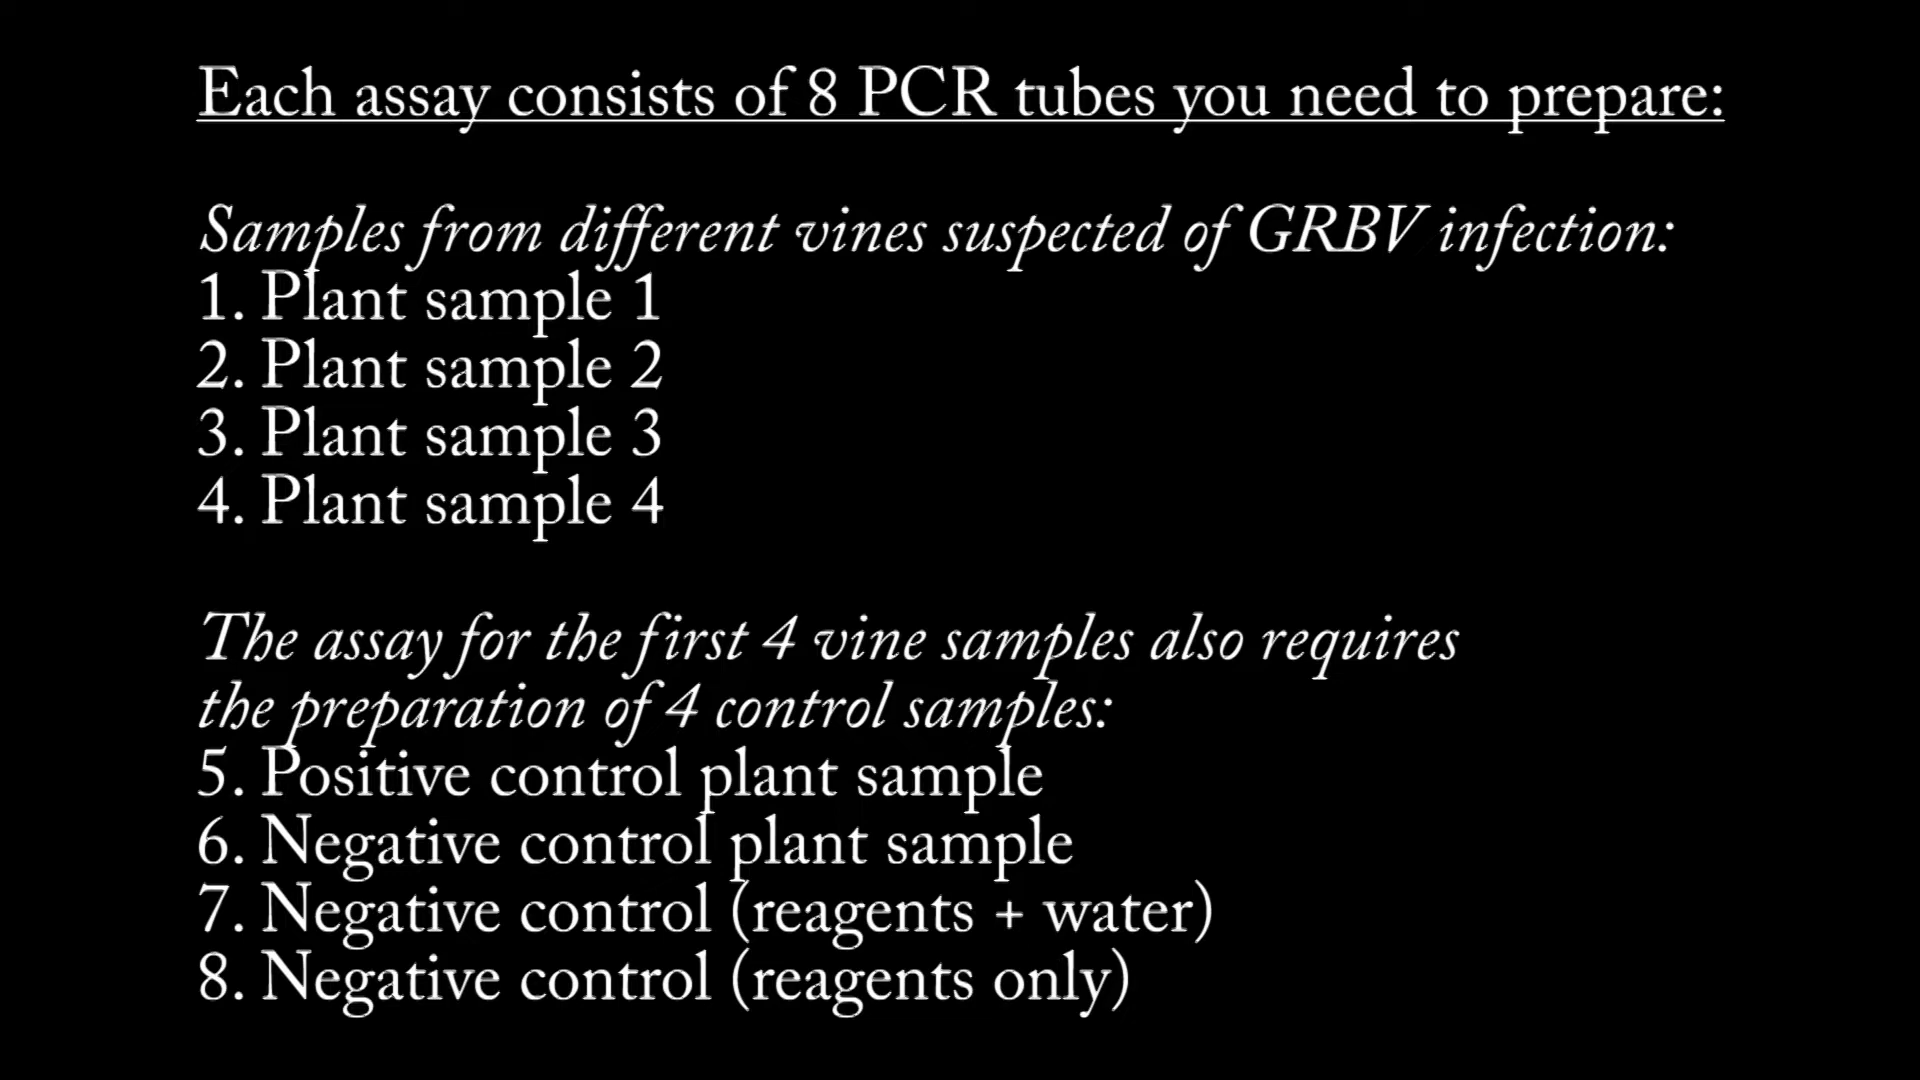 Each assay consists of 8 PCR tubes you need to prepare:
Samples from different vines suspected of GRBV infection:
1. Plant sample 1
2. Plant sample 2
3. Plant sample 3
4. Plant sample 4
The assay for the first 4 vine samples also requires
the preparation of 4 control samples:
5. Positive control plant sample
6. Negative control plant sample
7. Negative control (reagents + water)
8. Negative control (reagents only)